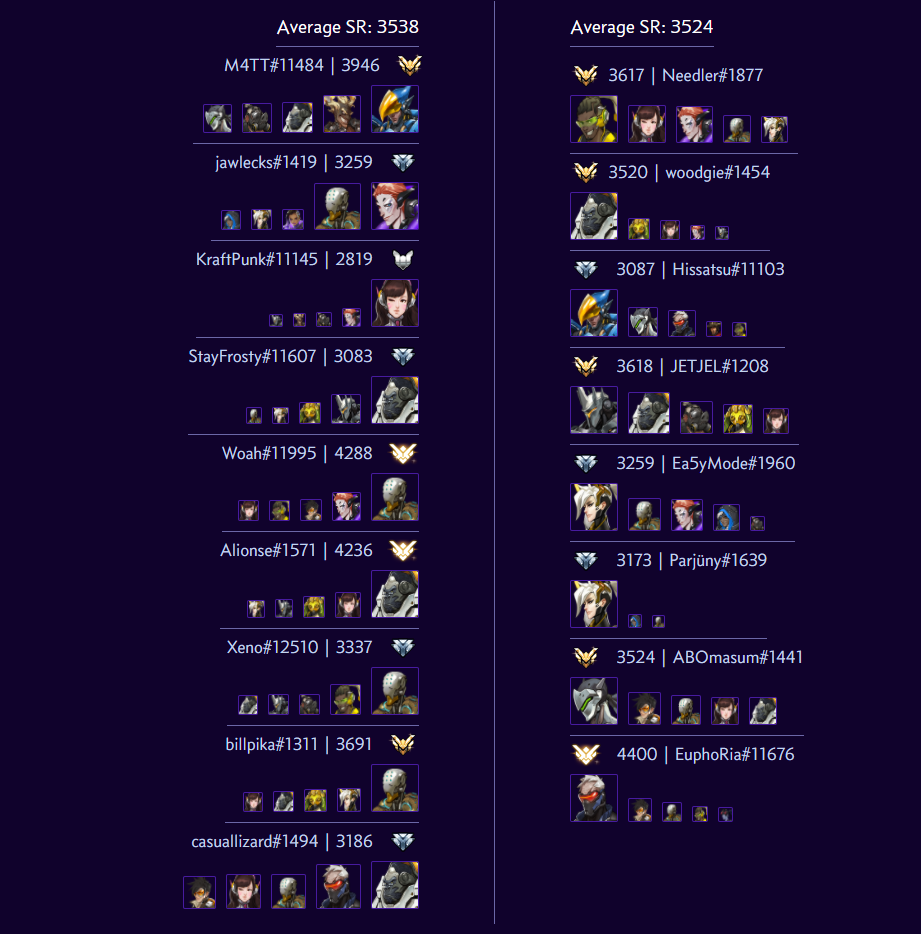 Average SR: 3538
M4TT#11484 | 3946
jawlecks#1419 | 3259
KraftPunk#11145 | 2819
StayFrosty#11607 | 3083
Woah#11995 | 4288
Alionse#1571 | 4236
Xeno#12510 | 3337
billpika#1311 | 3691
casuallizard#1494 | 3186
Average SR: 3524
3617 | Needler#1877
3520 | woodgie#1454
3087 | Hissatsu#11103
3618 | JETJEL#1208
3259 | Ea5yMode#1960
3173 | Parjüny#1639
3524 | ABOmasum#1441
4400 | EuphoRia#11676